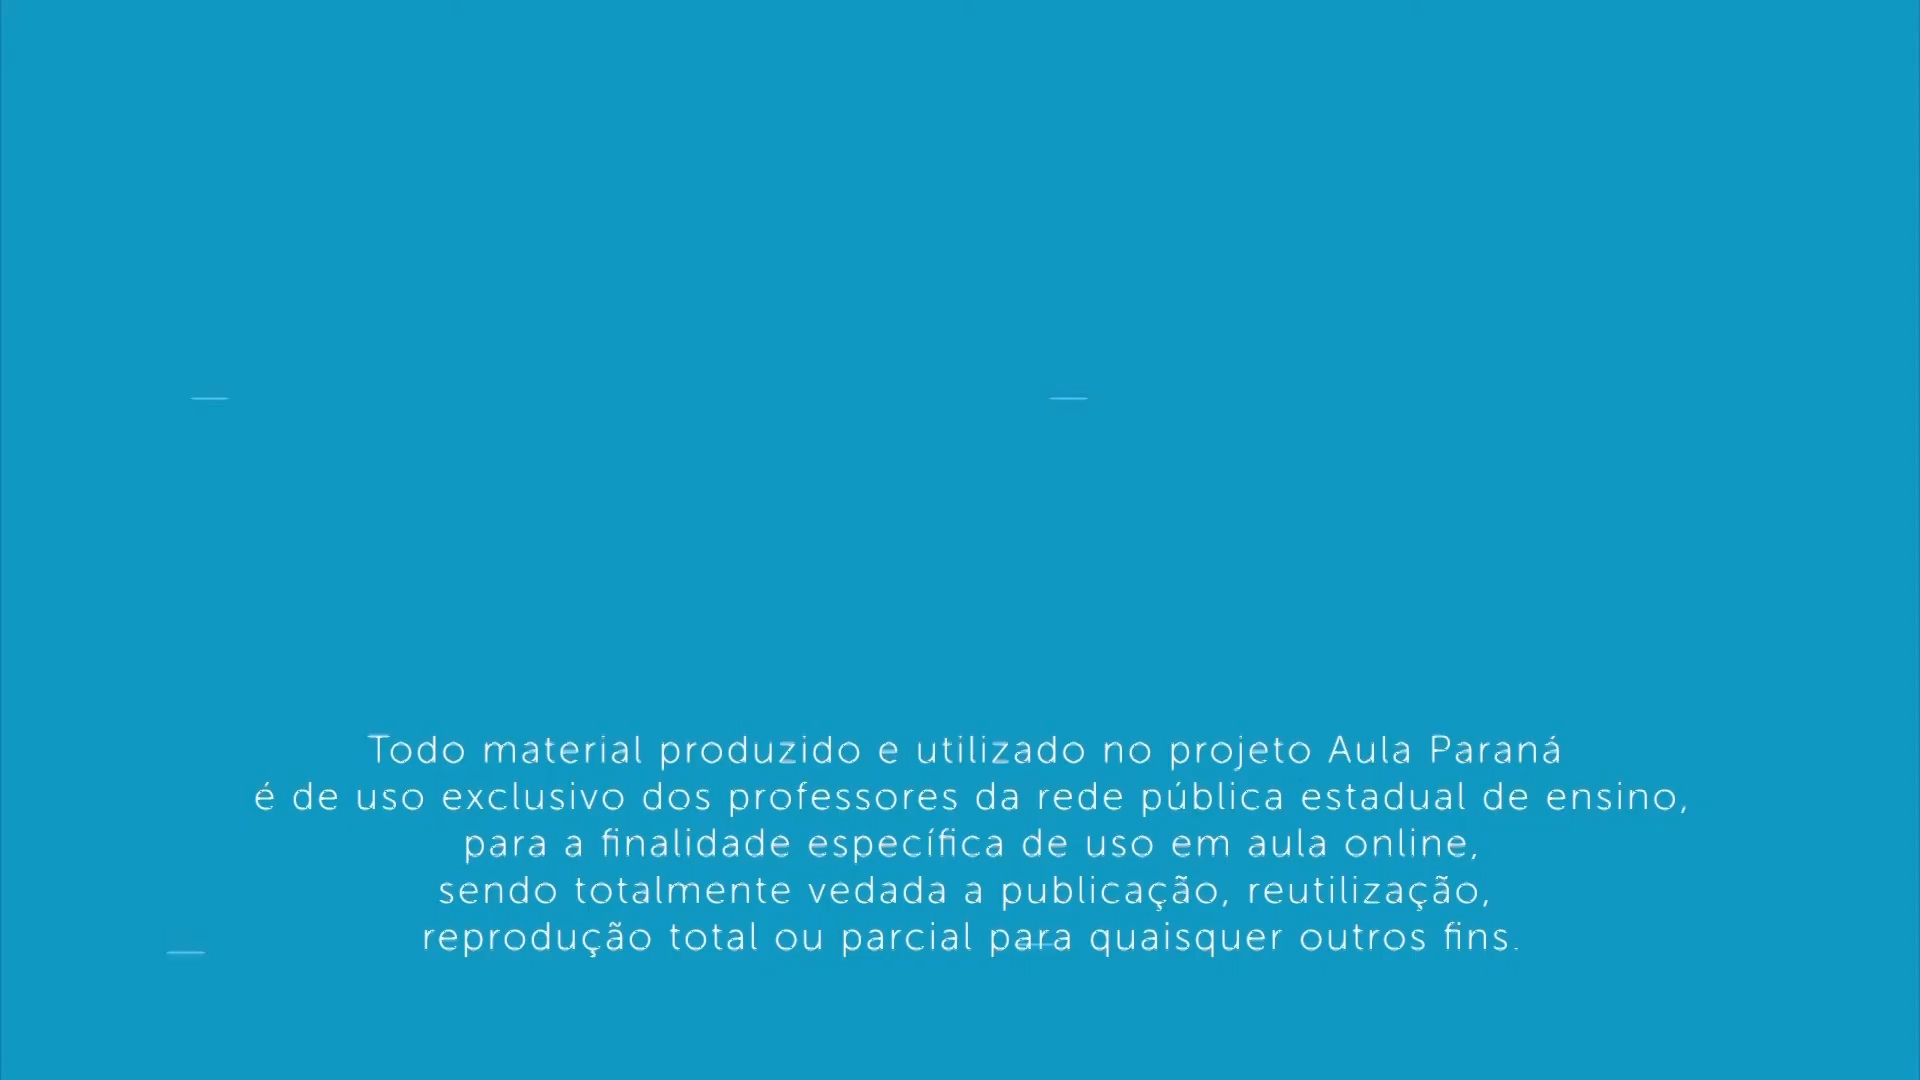 Todo material produzido e utilizado no projeto Aula Paraná
é de uso exclusivo dos professores da rede pública estadual de ensino,
para a finalidade específica de uso em aula online,
sendo totalmente vedada a publicação, reutilização,
reprodução total ou parcial para quaisquer outros fins.